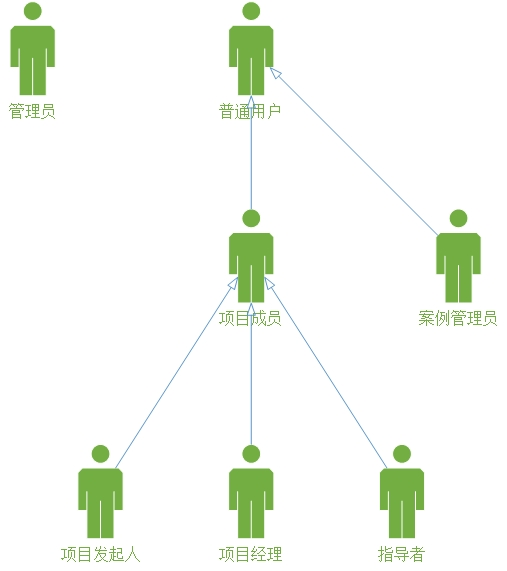 管理员
普通用户
项目成员
案例管理员
项目发起人
项目经理
指导者